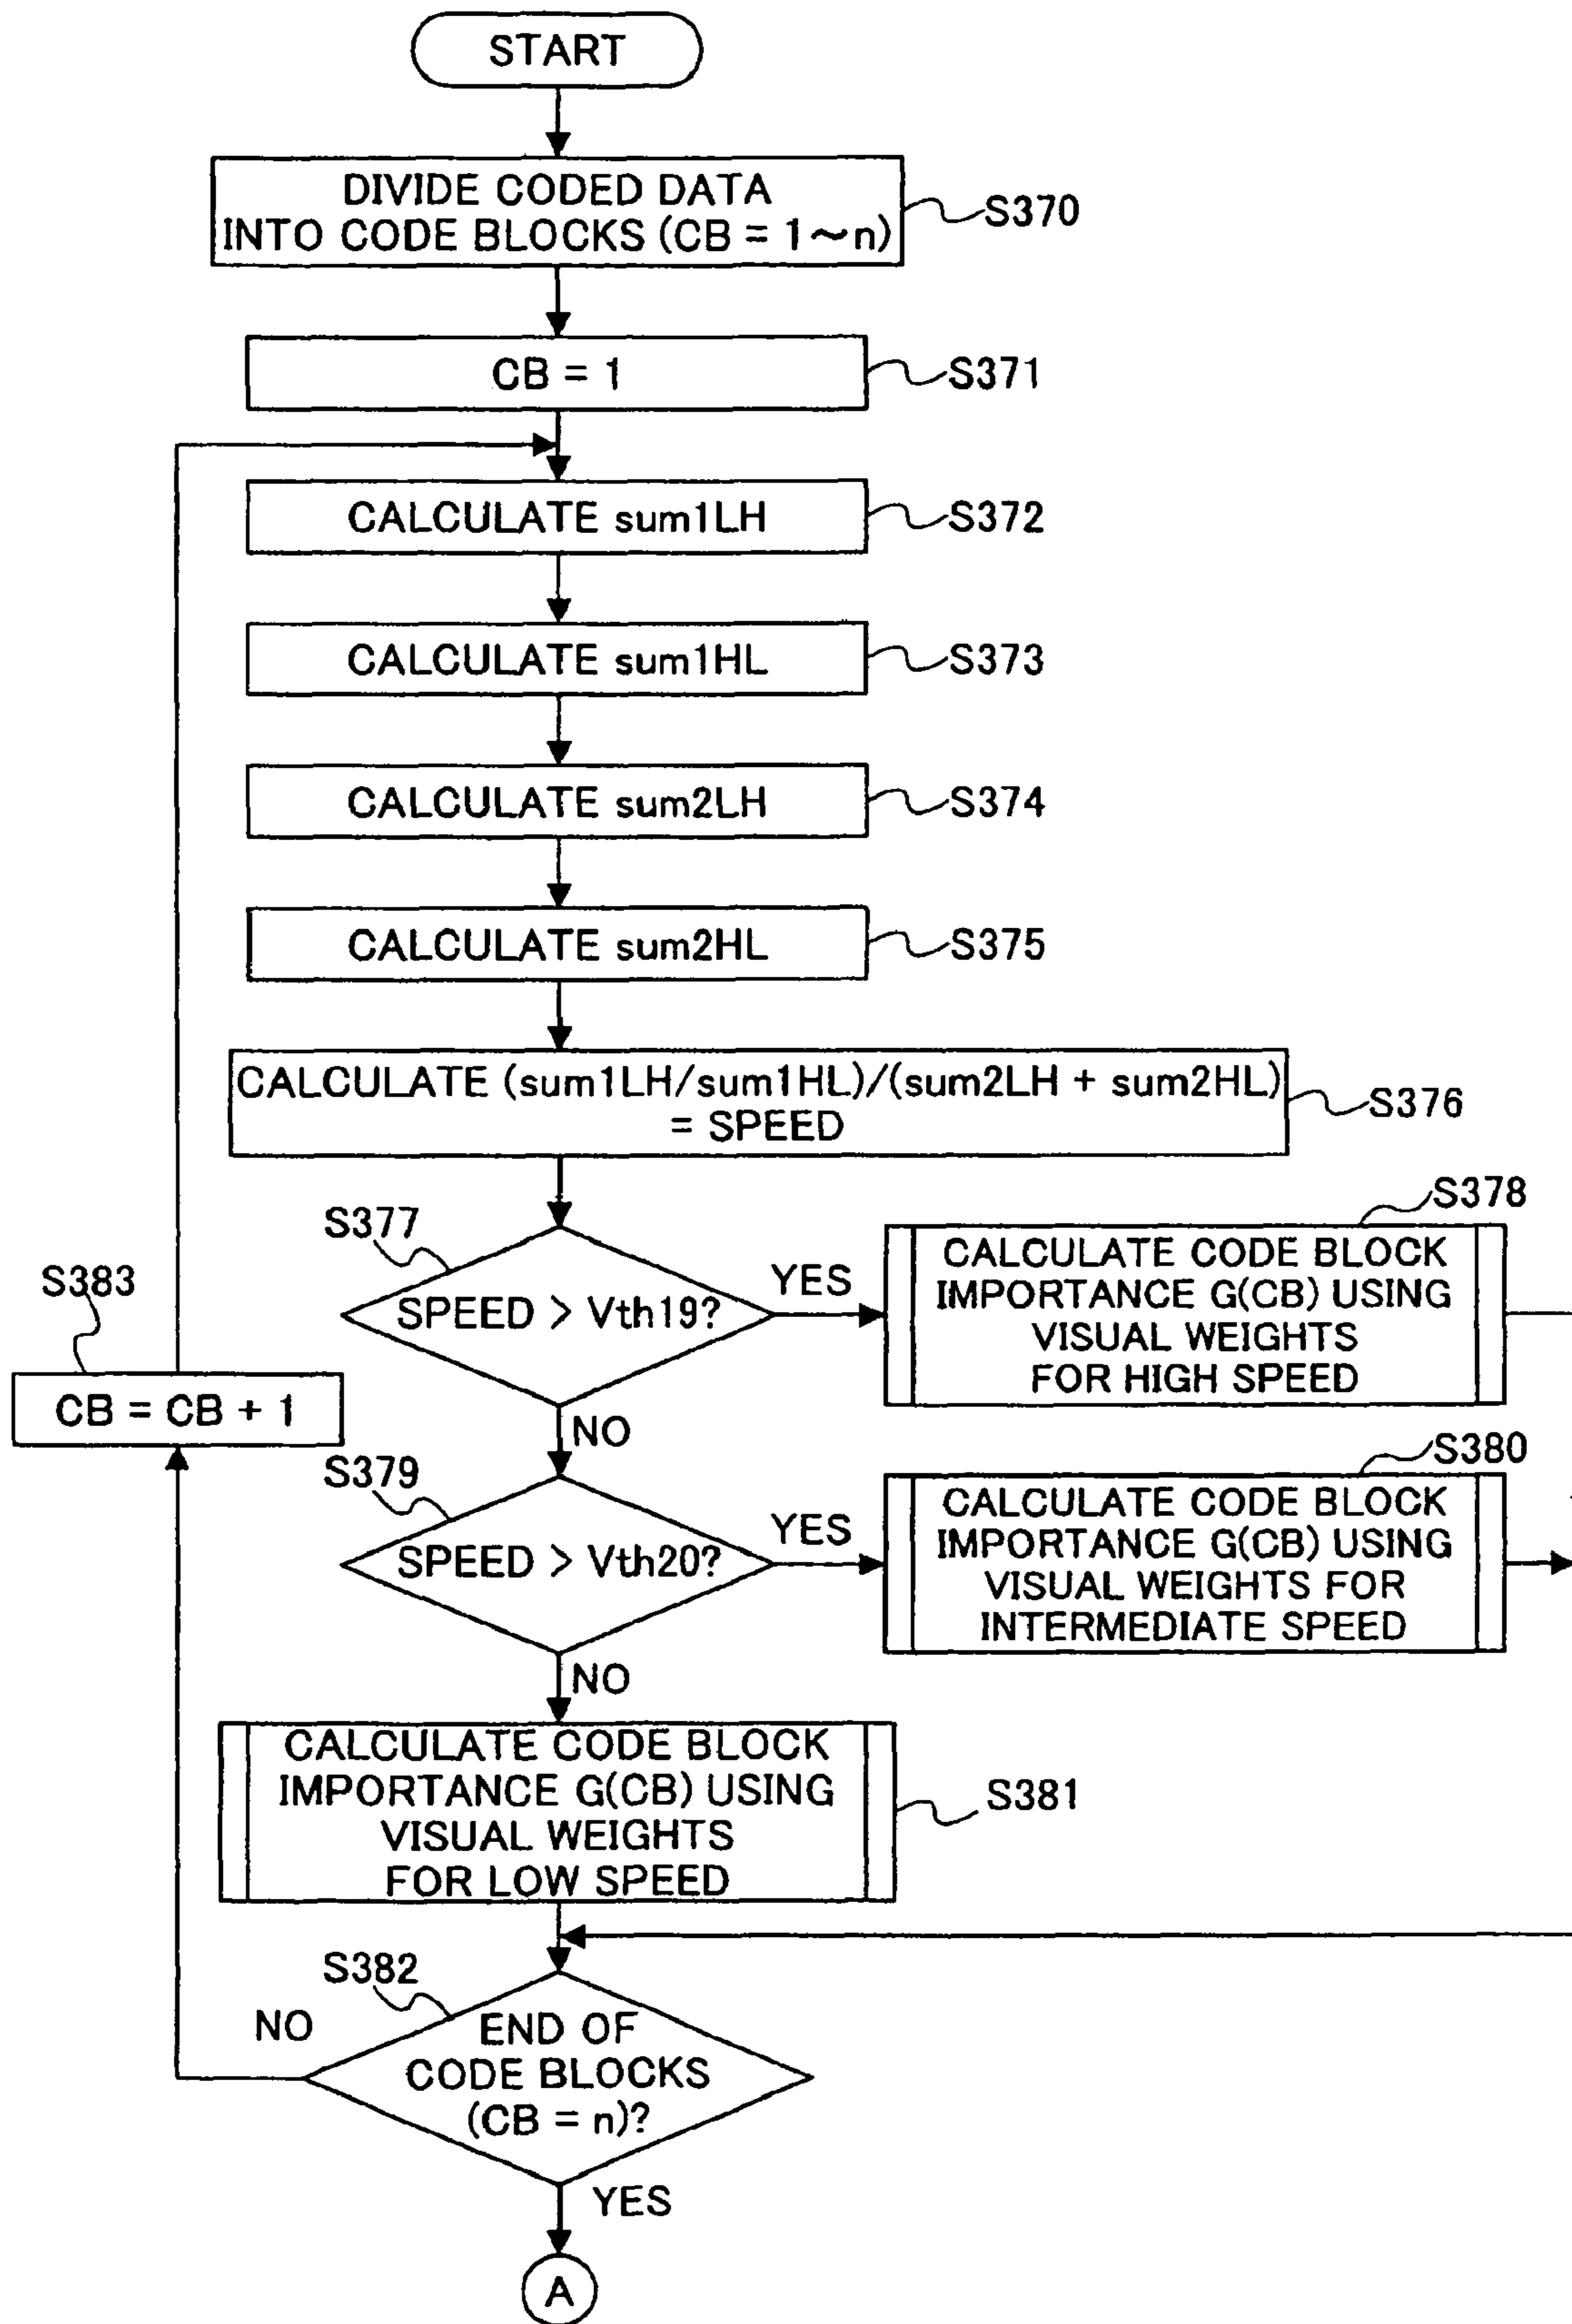 START
DIVIDE CODED DATA
INTO CODE BLOCKS (CB = 1~n)
S370
CB = 1
S371
CALCULATE sum1LH
S372
CALCULATE sum1HL
S373
CALCULATE sum2LH
S374
CALCULATE sum2HL
S375
CALCULATE (sum1LH/sum1HL)/(sum2LH + sum2HL)
= SPEED
S376
S377
SPEED > Vth19?
YES
S378
CALCULATE CODE BLOCK
IMPORTANCE G(CB) USING
VISUAL WEIGHTS
FOR HIGH SPEED
S383
CB = CB + 1
NO
S379
SPEED > Vth20?
YES
S380
CALCULATE CODE BLOCK
IMPORTANCE G(CB) USING
VISUAL WEIGHTS FOR
INTERMEDIATE SPEED
NO
CALCULATE CODE BLOCK
IMPORTANCE G(CB) USING
VISUAL WEIGHTS
FOR LOW SPEED
S381
S382
NO
END OF
CODE BLOCKS
(CB = n)?
YES
A